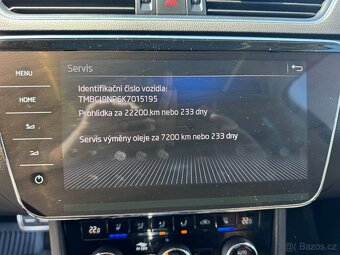 MENU
Servis
HOME
Identifikační číslo vozidla:
TMBCJ9NP6K7015195
Prohlídka za 22200 km nebo 233 dny
Servis výměny oleje za 7200 km nebo 233 dny
22.0
22.0
Bazoš.cz